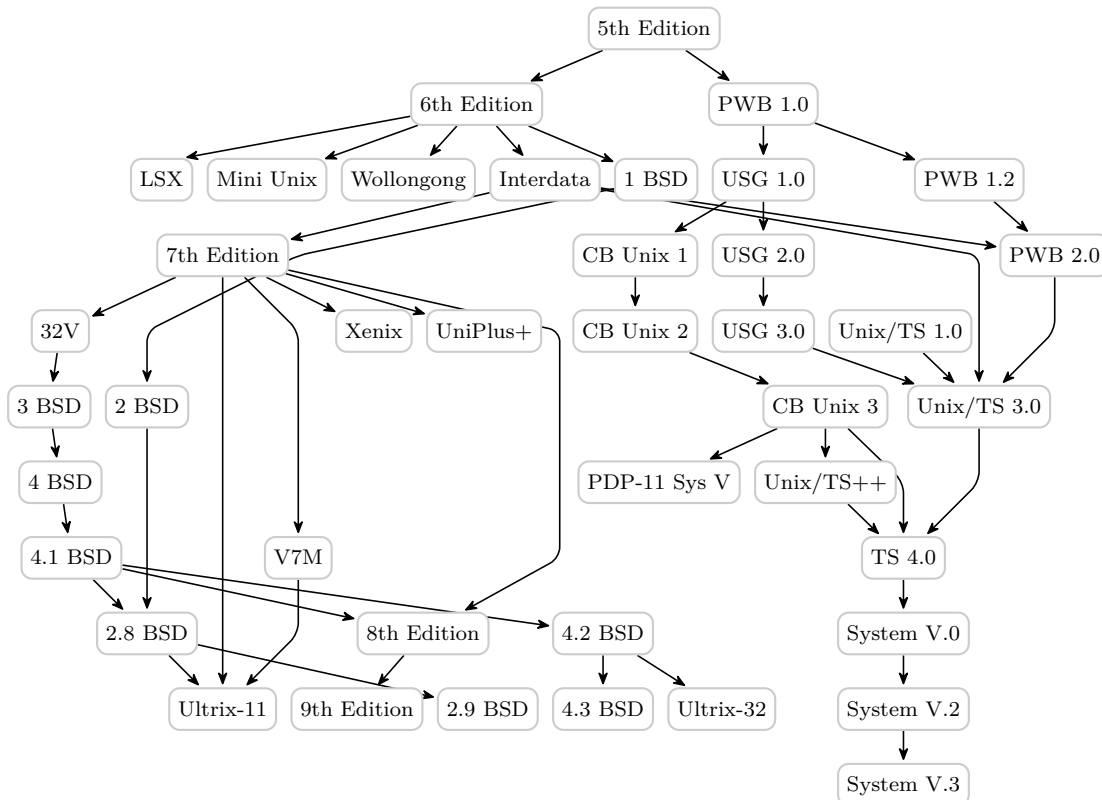 5th Edition
6th Edition
PWB 1.0
LSX
Mini Unix
Wollongong
Interdata
1 BSD
USG 1.0
PWB 1.2
7th Edition
CB Unix 1
USG 2.0
PWB 2.0
32V
Xenix
UniPlus+
CB Unix 2
USG 3.0
Unix/TS 1.0
3 BSD
2 BSD
CB Unix 3
Unix/TS 3.0
4 BSD
PDP-11 Sys V
Unix/TS++
4.1 BSD
V7M
TS 4.0
2.8 BSD
8th Edition
4.2 BSD
System V.0
Ultrix-11
9th Edition
2.9 BSD
4.3 BSD
Ultrix-32
System V.2
System V.3